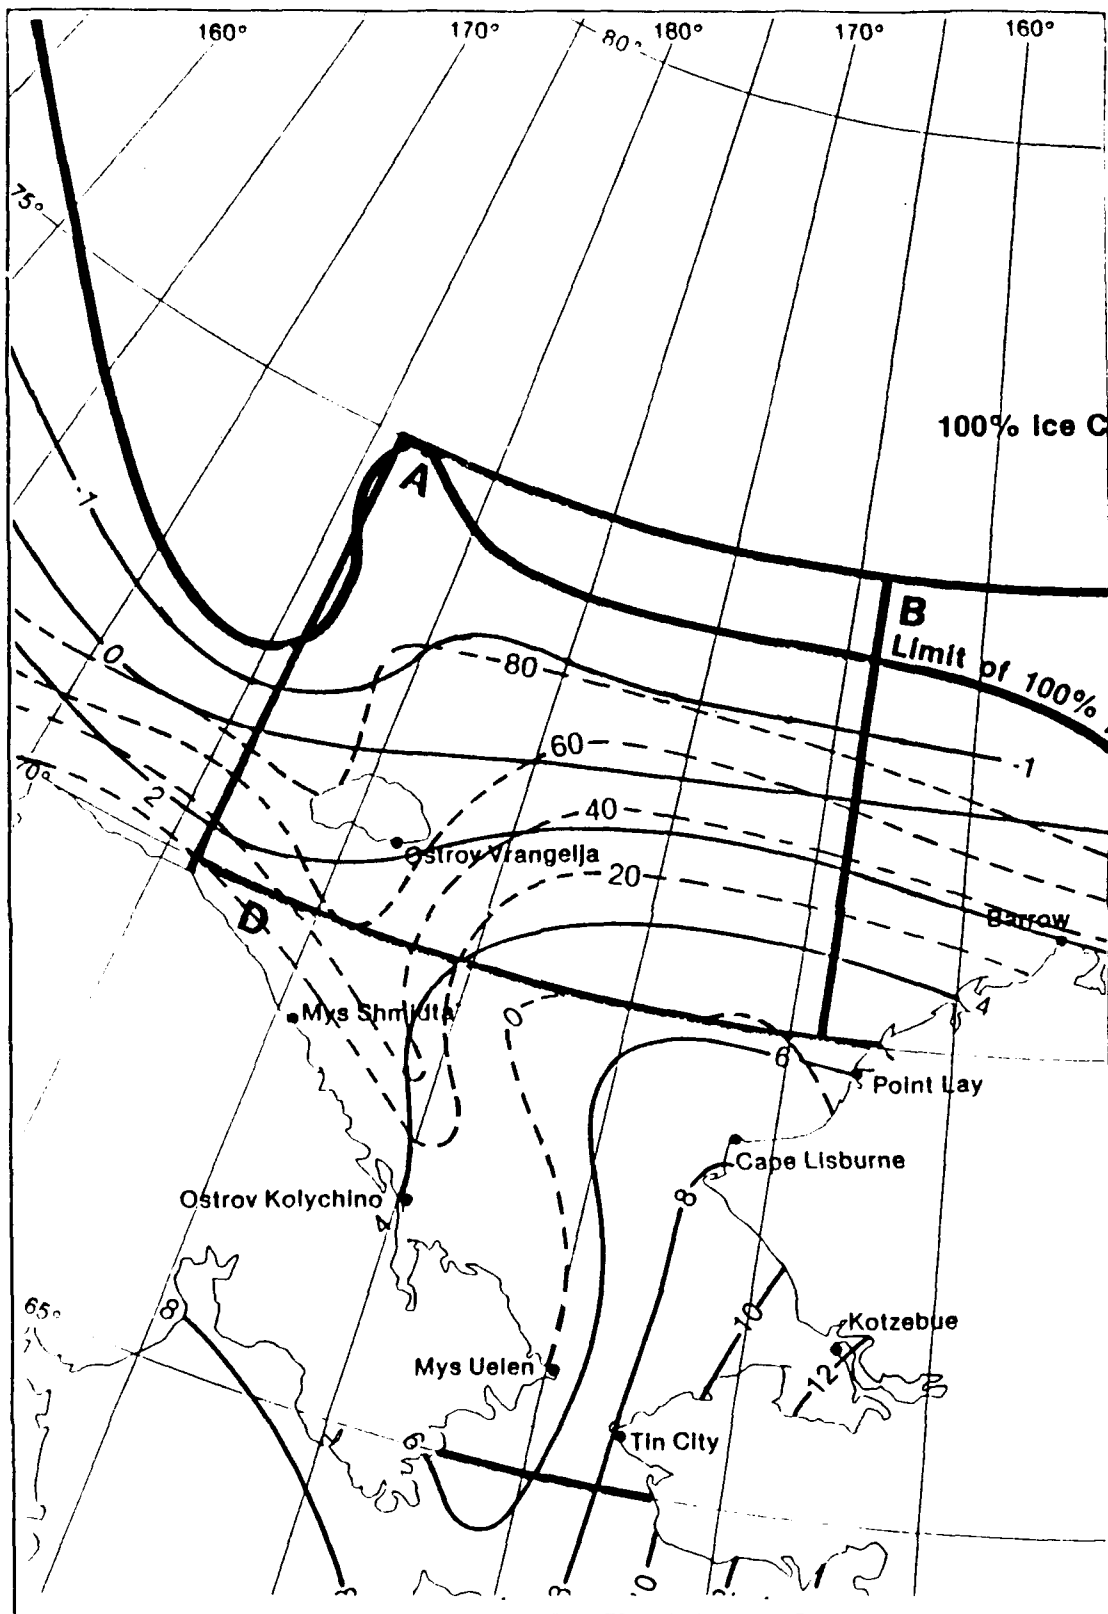 160° 170° 180° 170° 160°
80°
75°
100% Ice C
A
.1
B
Limit of 100%
0
80
60
.1
70°
2
40
Ostrov Vrangelja
20
D
Barrow
Mys Shmidta
0
4
6
Point Lay
Cape Lisburne
Ostrov Kolychino
8
4
65°
8
10
Kotzebue
Mys Uelen
12
6
Tin City